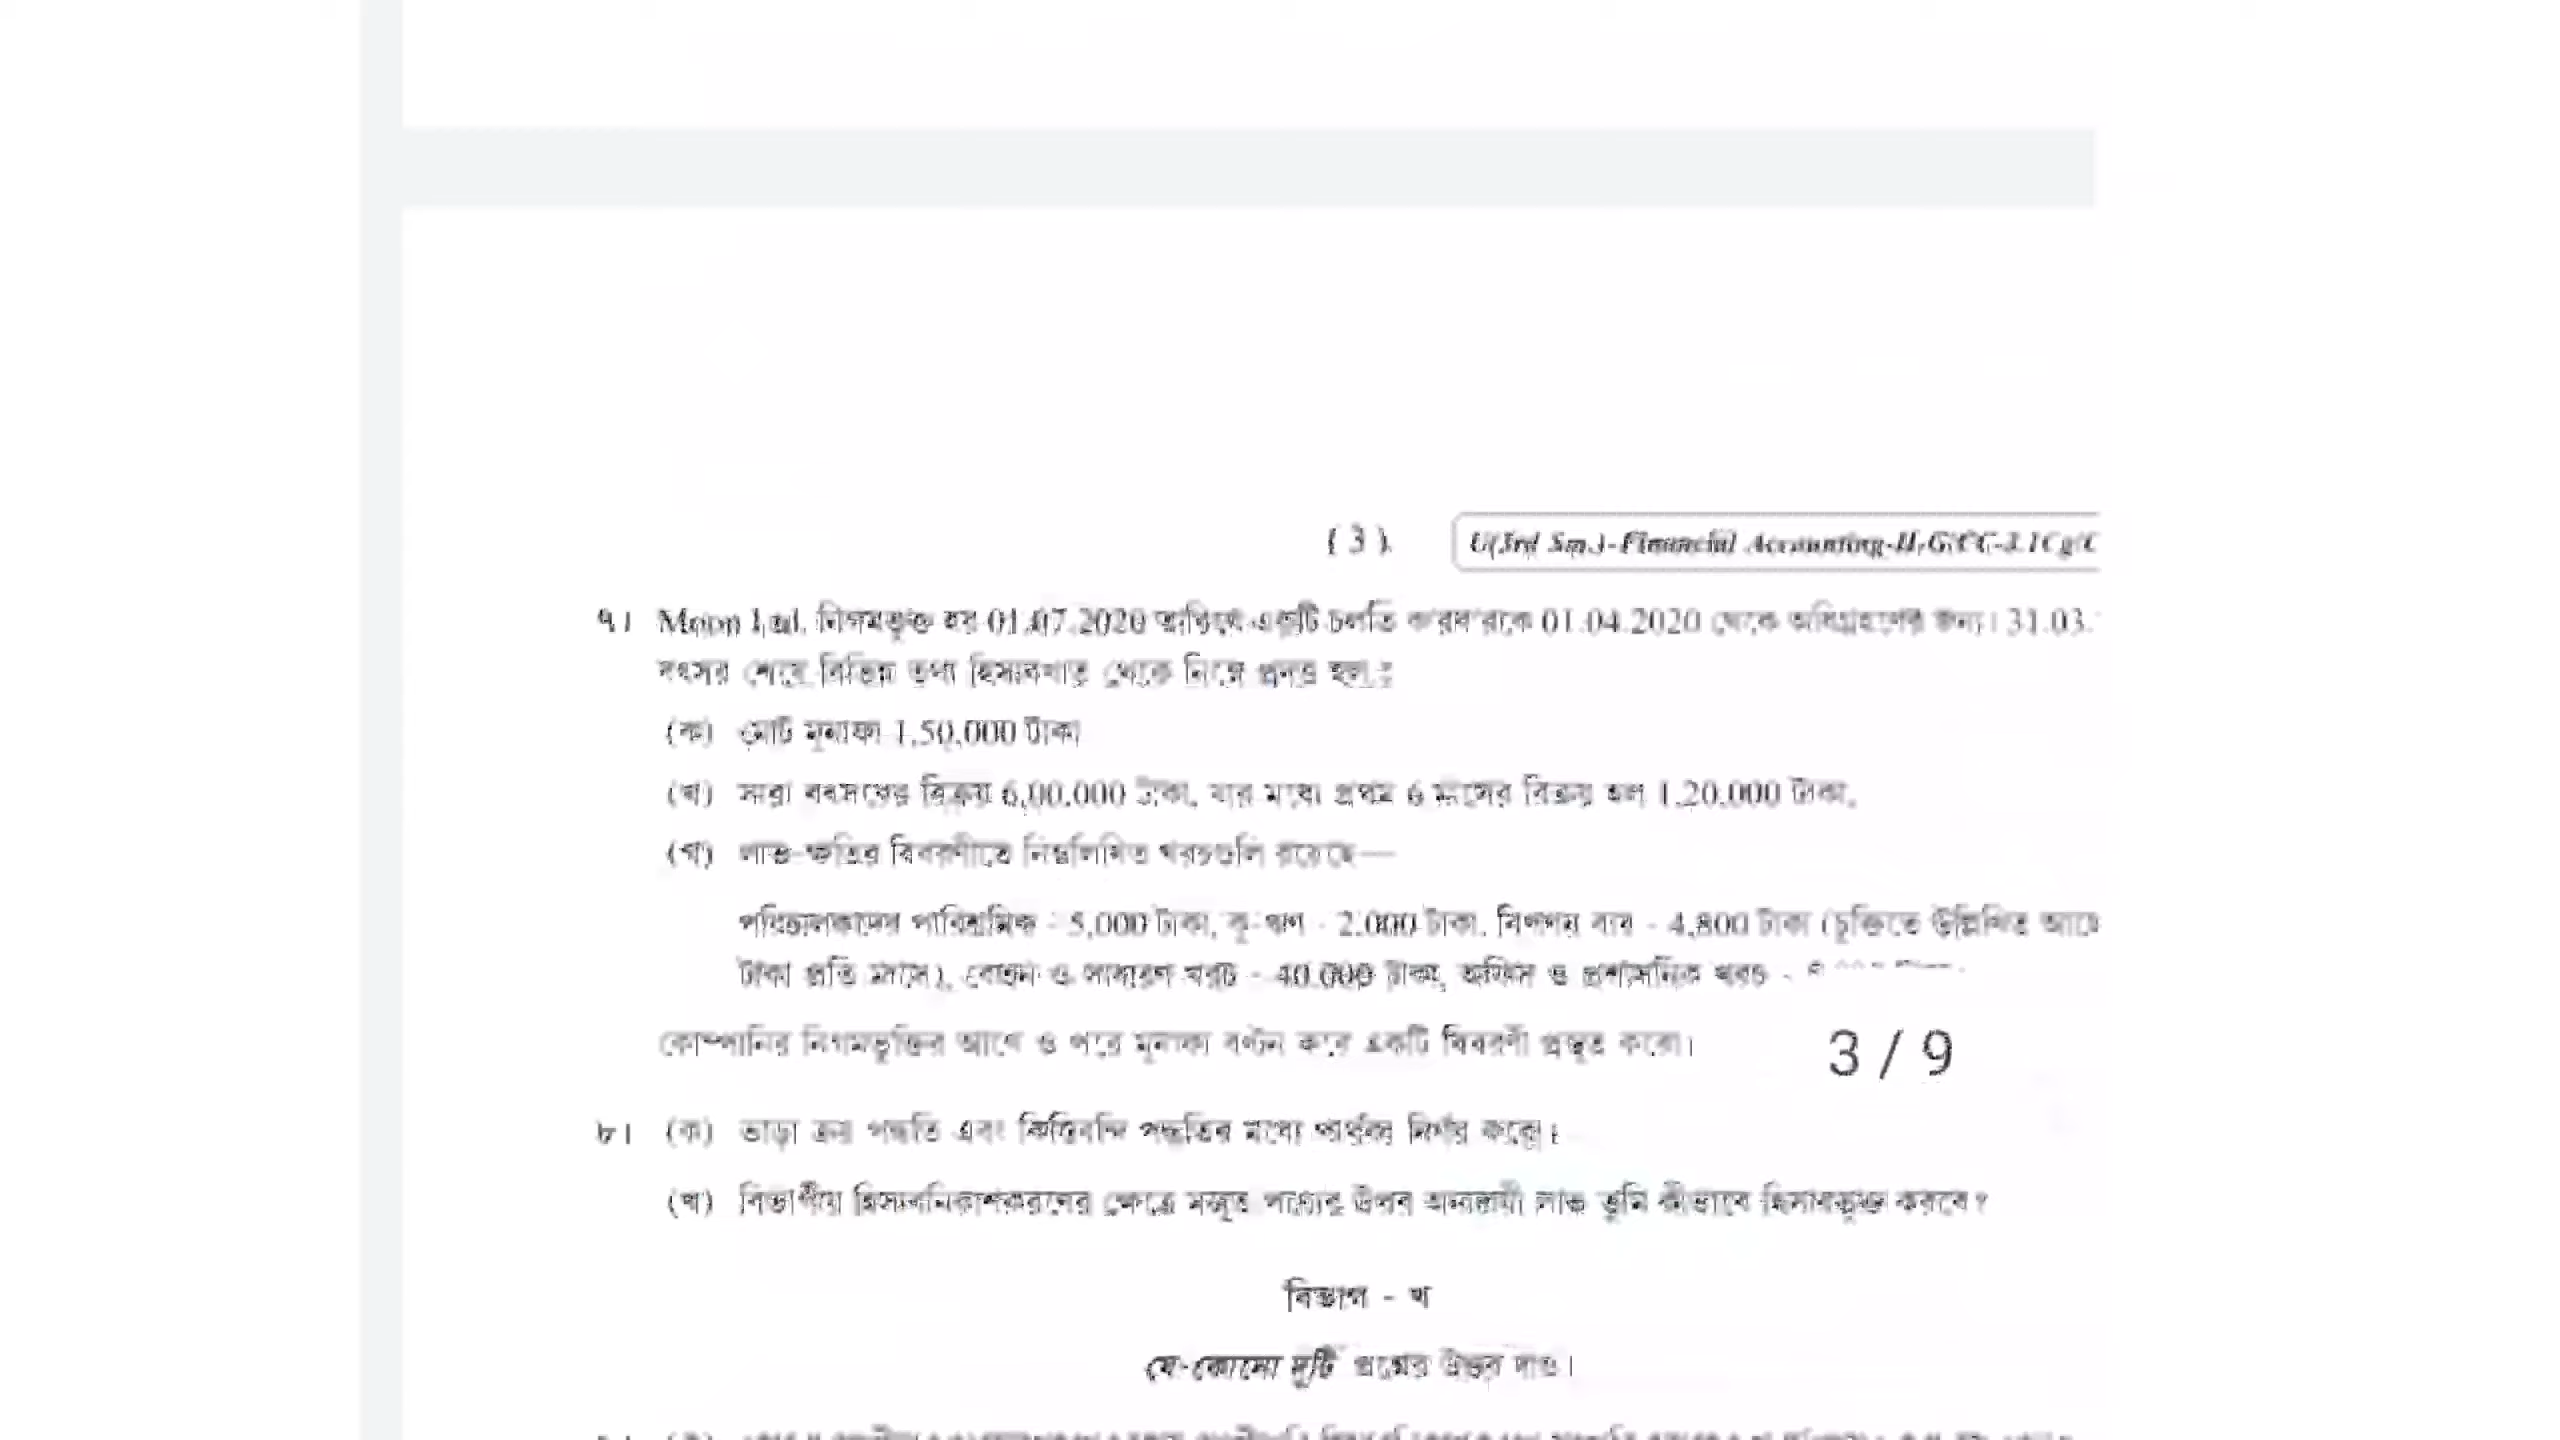 ( 3 )
U(3rd Sm.)-Financial Accounting-II-G/CC-3.1Cg/C
৭। Moon Ltd. নিগমভুক্ত হয় 01.07.2020 তারিখে একটি চলতি কারবারকে 01.04.2020 থেকে অধিগ্রহণের জন্য। 31.03.
বৎসর শেষে বিভিন্ন তথ্য হিসাবখাত থেকে নিম্নে প্রদত্ত হল :
(ক) মোট মুনাফা 1,50,000 টাকা
(খ) সারা বৎসরের বিক্রয় 6,00,000 টাকা, যার মধ্যে প্রথম 6 মাসের বিক্রয় হল 1,20,000 টাকা,
(গ) লাভ-ক্ষতির বিবরণীতে নিম্নলিখিত খরচগুলি রয়েছে—
পরিচালকদের পারিশ্রমিক - 5,000 টাকা, কু-ঋণ - 2,000 টাকা, বিপণন ব্যয় - 4,800 টাকা (চুক্তিতে উল্লিখিত আছে
টাকা প্রতি মাসে), বেতন ও সাধারণ খরচ - 40,000 টাকা, অফিস ও প্রশাসনিক খরচ -
কোম্পানির নিগমভুক্তির আগে ও পরে মুনাফা বণ্টন করে একটি বিবরণী প্রস্তুত করো।
3 / 9
৮। (ক) ভাড়া ক্রয় পদ্ধতি এবং কিস্তিবন্দি পদ্ধতির মধ্যে পার্থক্য নির্ণয় করো।
(খ) বিভাগীয় হিসাবনিকাশকরণের ক্ষেত্রে মজুত পণ্যের উপর অনাদায়ী লাভ তুমি কীভাবে হিসাবভুক্ত করবে?
বিভাগ - খ
যে-কোনো দুটি প্রশ্নের উত্তর দাও।